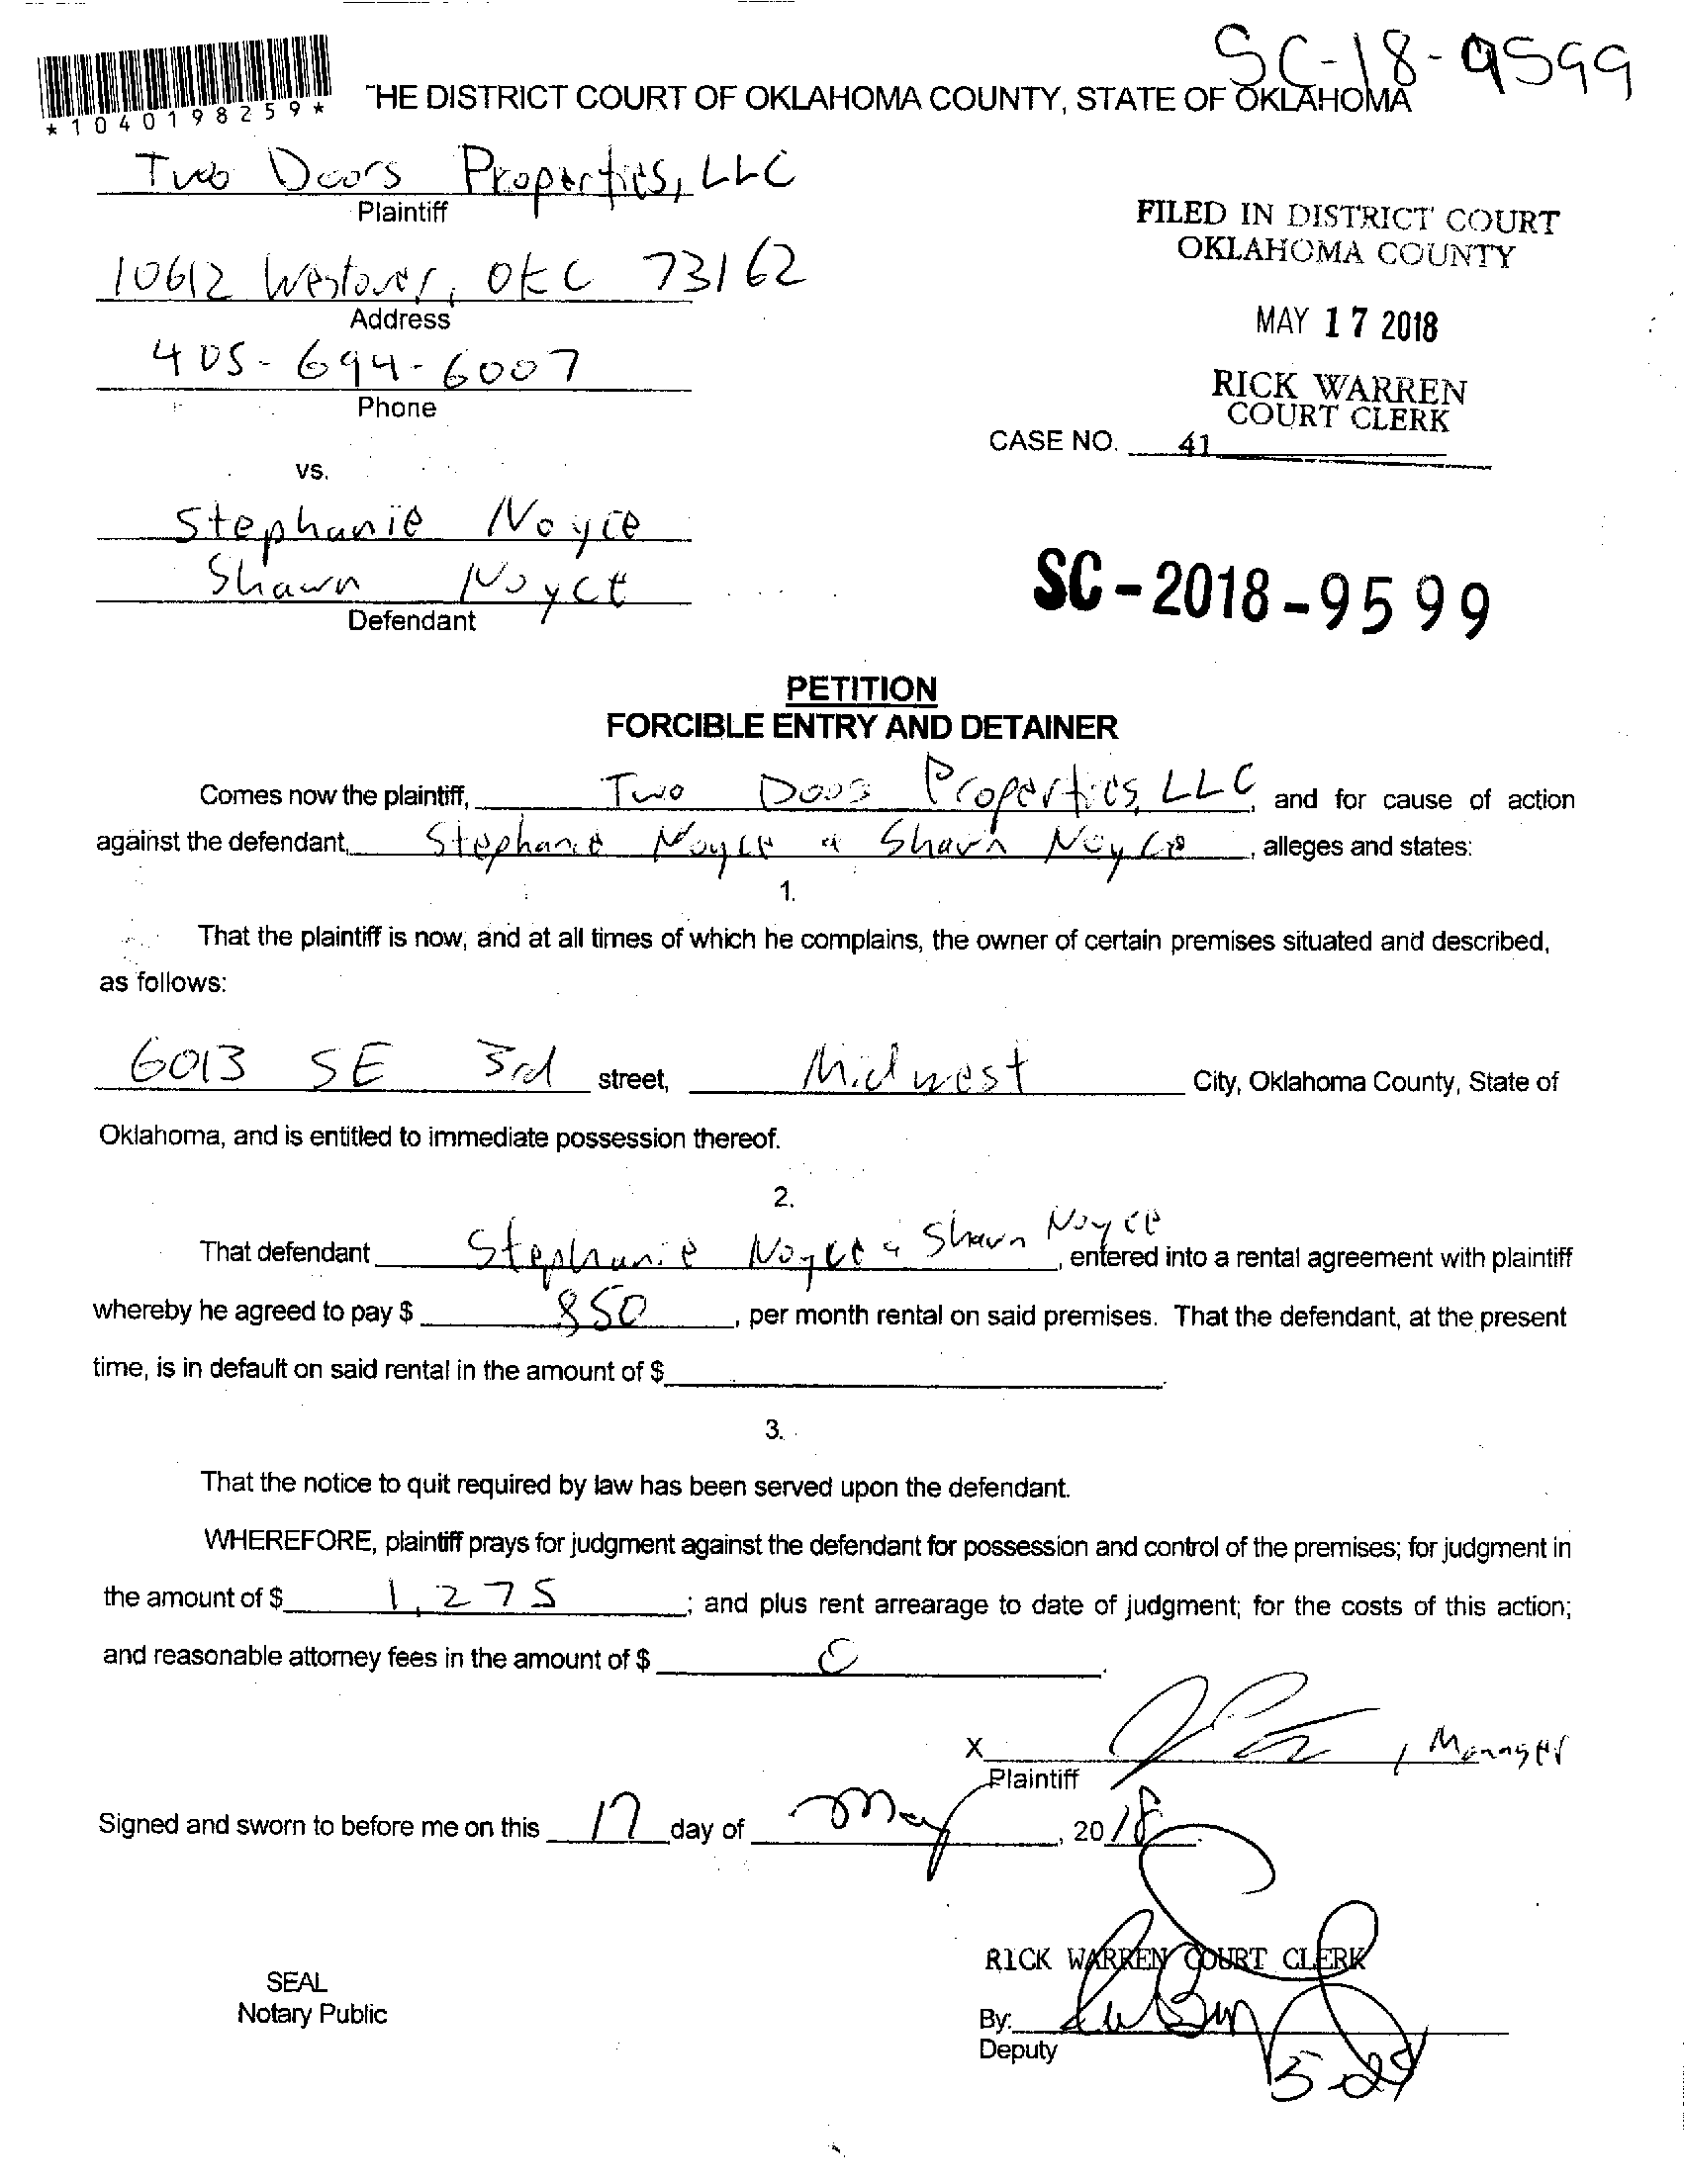 SC-18-9599
*1040198259*
THE DISTRICT COURT OF OKLAHOMA COUNTY, STATE OF OKLAHOMA
Two Doors Properties, LLC
Plaintiff
FILED IN DISTRICT COURT
OKLAHOMA COUNTY
10612 Westover, OKC 73162
Address
MAY 17 2018
405-694-6007
Phone
RICK WARREN
COURT CLERK
CASE NO. 41
vs.
Stephanie Noyce
Shawn Noyce
Defendant
SC-2018-9599
PETITION
FORCIBLE ENTRY AND DETAINER
Comes now the plaintiff, Two Doors Properties, LLC, and for cause of action
against the defendant, Stephanie Noyce & Shawn Noyce, alleges and states:
1.
That the plaintiff is now, and at all times of which he complains, the owner of certain premises situated and described,
as follows:
6013 SE 3rd street, Midwest City, Oklahoma County, State of
Oklahoma, and is entitled to immediate possession thereof.
2.
That defendant Stephanie Noyce & Shawn Noyce, entered into a rental agreement with plaintiff
whereby he agreed to pay $ 850, per month rental on said premises. That the defendant, at the present
time, is in default on said rental in the amount of $
3.
That the notice to quit required by law has been served upon the defendant.
WHEREFORE, plaintiff prays for judgment against the defendant for possession and control of the premises; for judgment in
the amount of $ 1,275; and plus rent arrearage to date of judgment; for the costs of this action;
and reasonable attorney fees in the amount of $ 0
X , Manager
Plaintiff
Signed and sworn to before me on this 17 day of May, 2018.
RICK WARREN COURT CLERK
SEAL
Notary Public
By:
Deputy